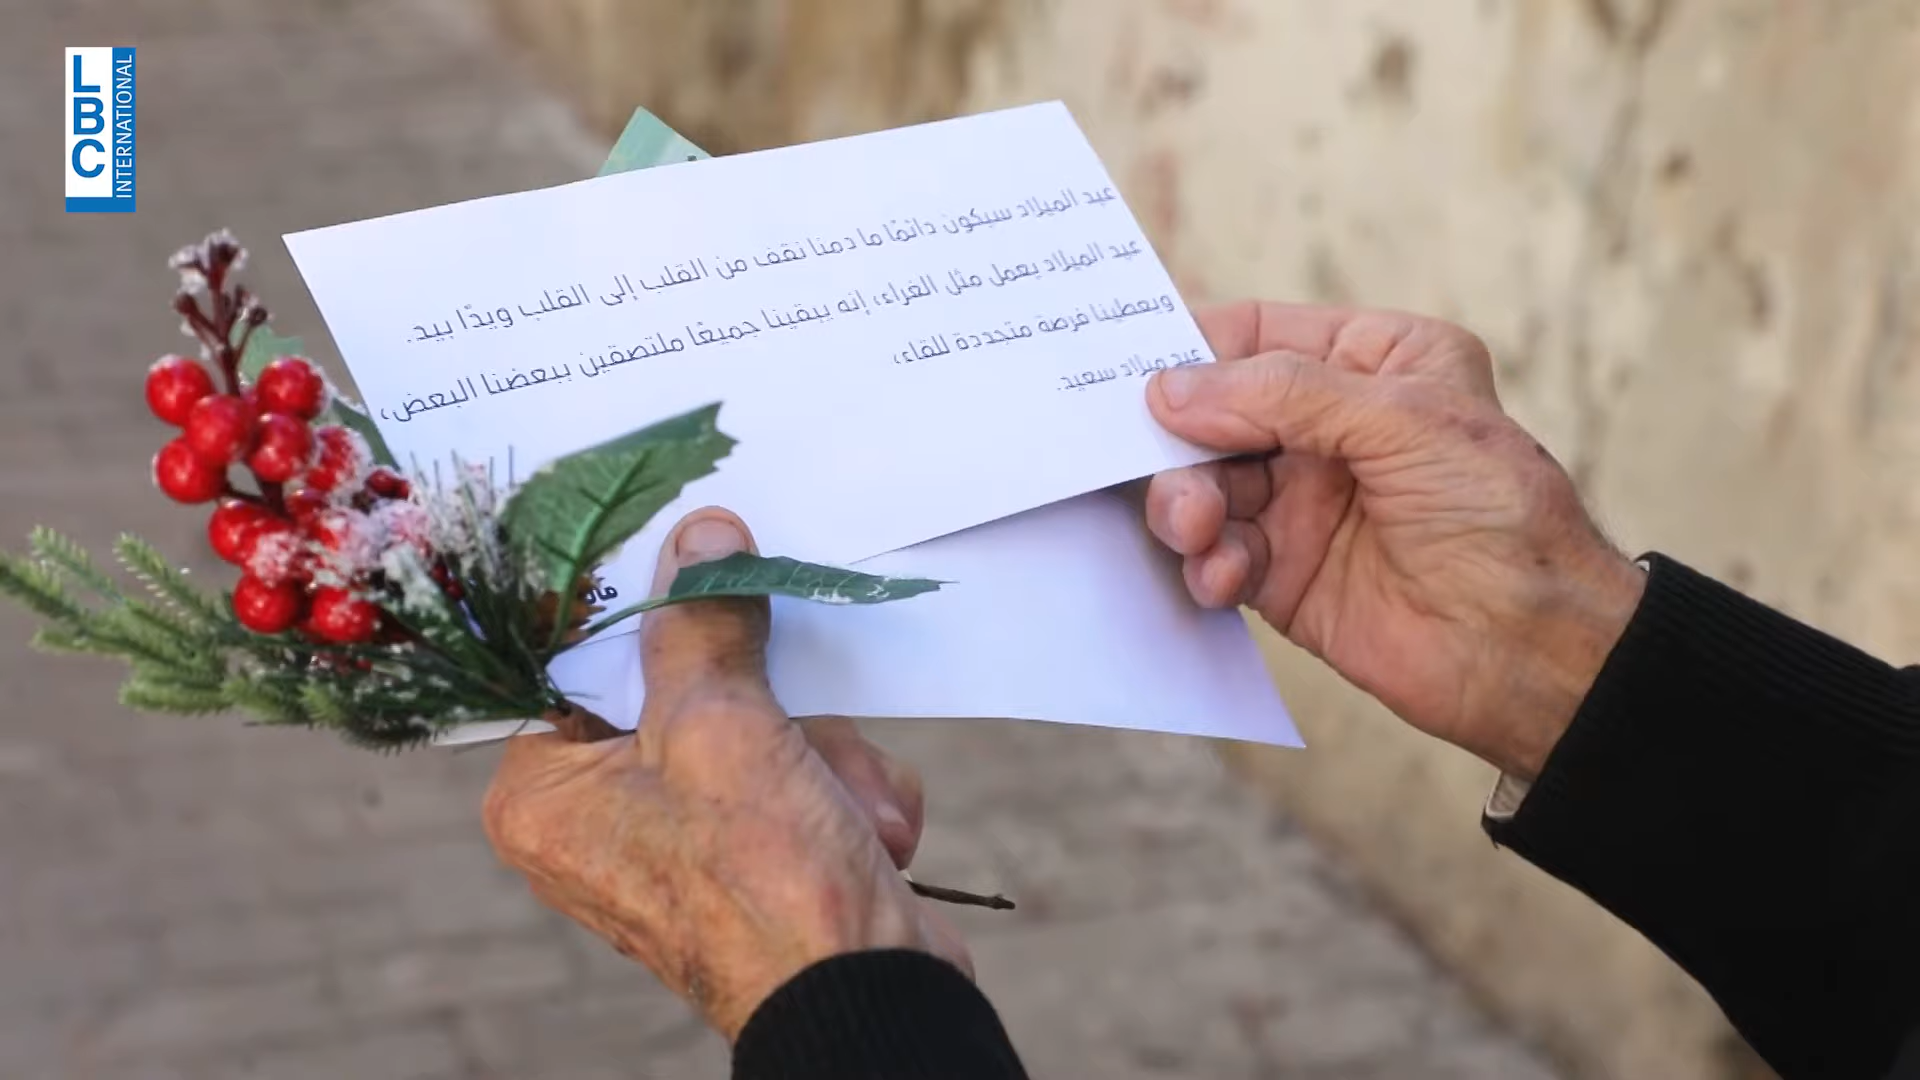 LBC
INTERNATIONAL
عيد الميلاد سيكون دائمًا ما دمنا نقف من القلب إلى القلب ويدًا بيد.
عيد الميلاد يعمل مثل الغراء، إنه يبقينا جميعًا ملتصقين ببعضنا البعض،
ويعطينا فرصة متجددة للقاء،
عيد ميلاد سعيد.